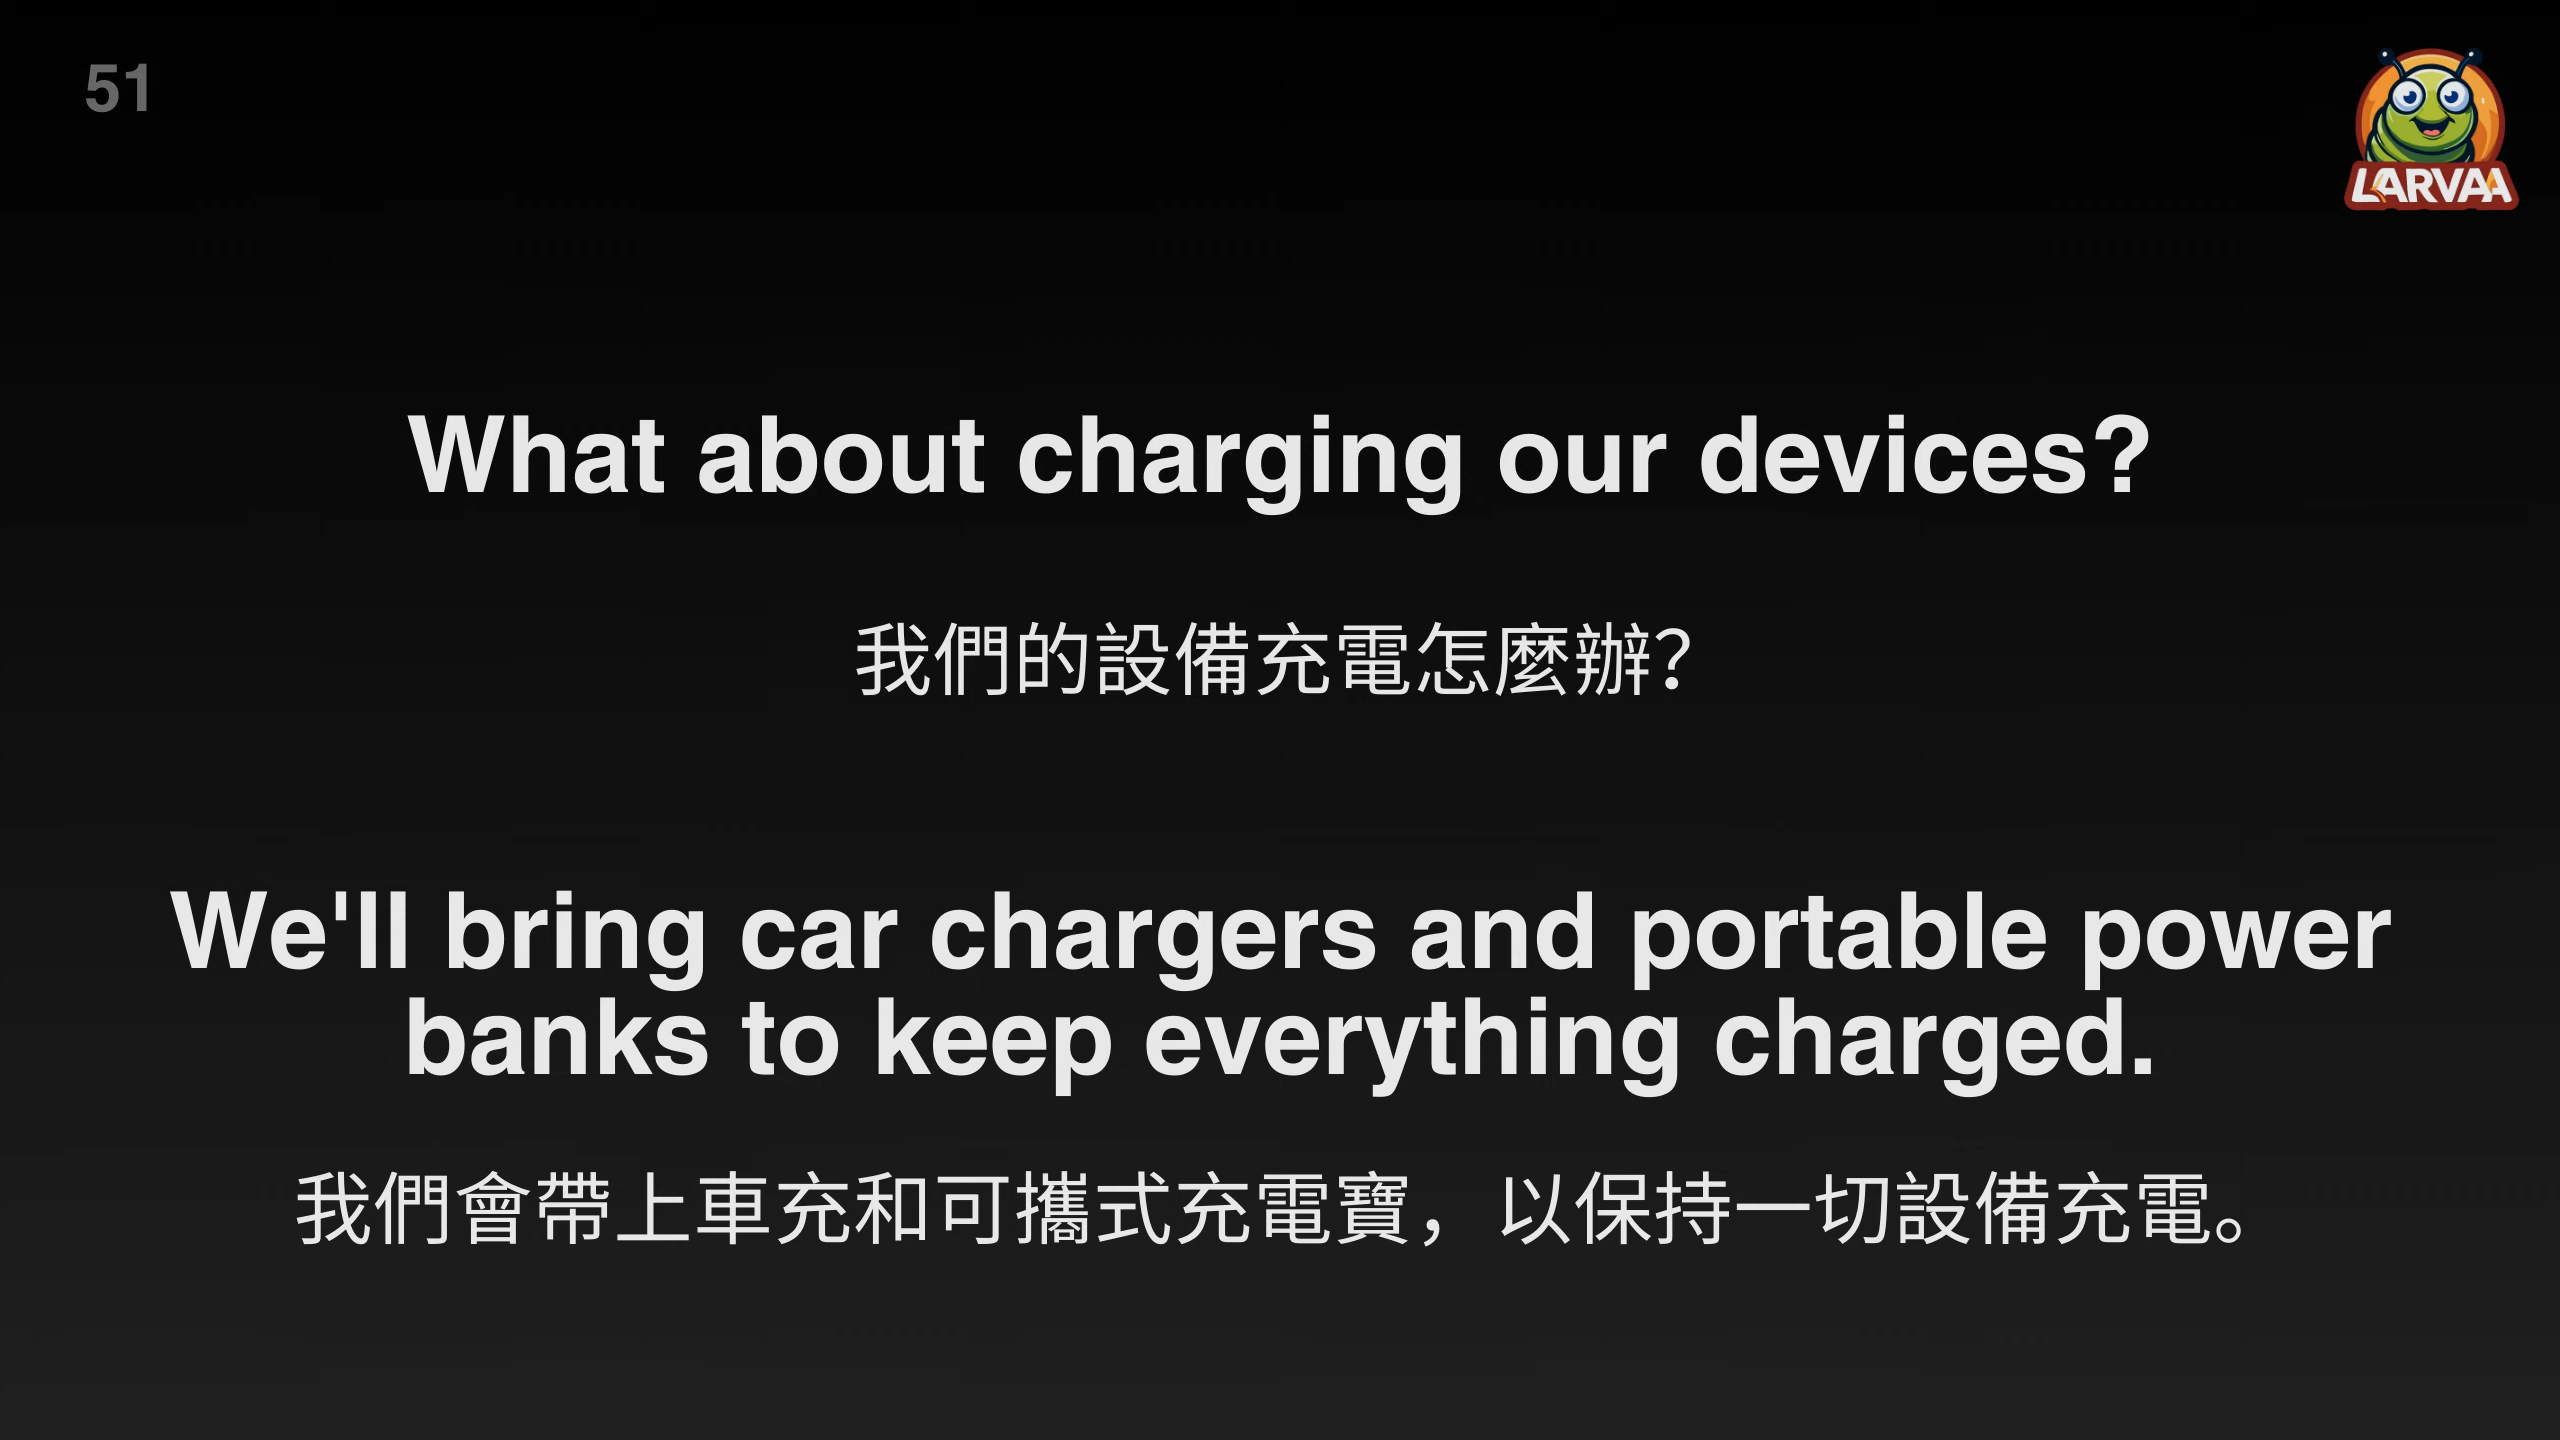 51
LARVAA
What about charging our devices?
我們的設備充電怎麼辦?
We'll bring car chargers and portable power
banks to keep everything charged.
我們會帶上車充和可攜式充電寶，以保持一切設備充電。